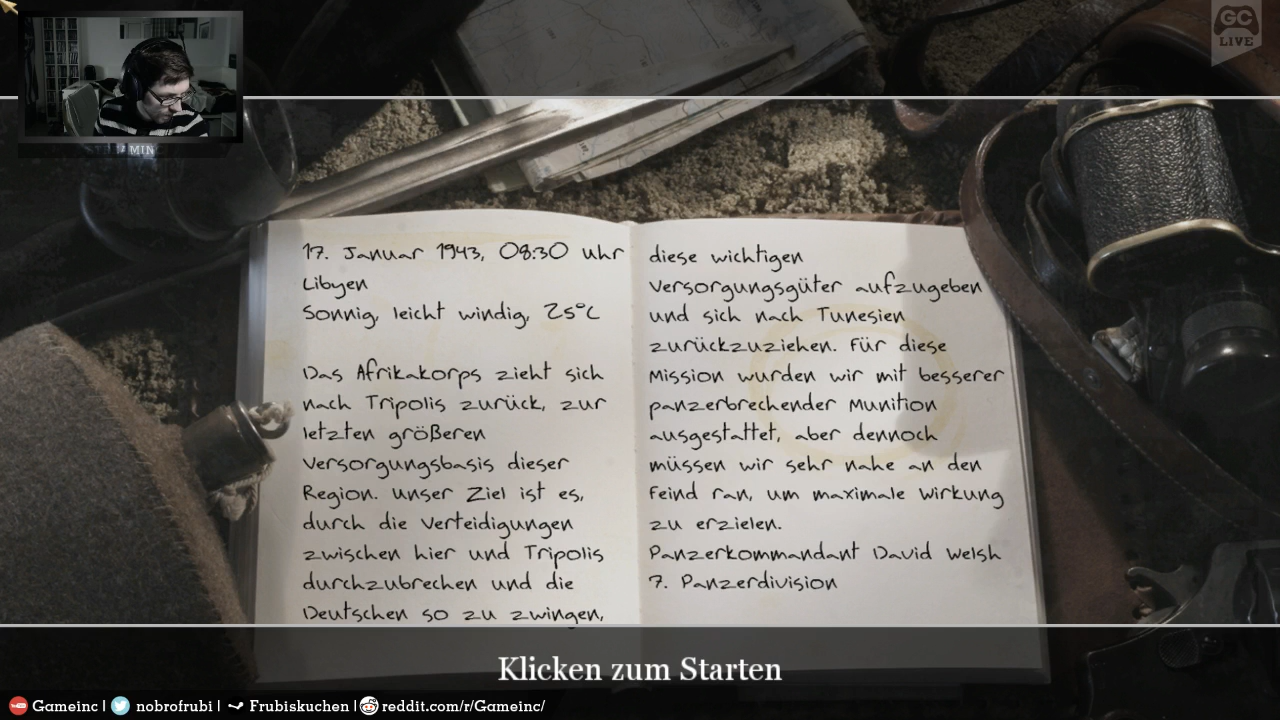 GC
LIVE
MIN
17. Januar 1943, 08:30 Uhr
Libyen
Sonnig, leicht windig, 25°C
Das Afrikakorps zieht sich
nach Tripolis zurück, zur
letzten größeren
Versorgungsbasis dieser
Region. Unser Ziel ist es,
durch die Verteidigungen
zwischen hier und Tripolis
durchzubrechen und die
Deutschen so zu zwingen,
diese wichtigen
Versorgungsgüter aufzugeben
und sich nach Tunesien
zurückzuziehen. Für diese
Mission wurden wir mit besserer
panzerbrechender Munition
ausgestattet, aber dennoch
müssen wir sehr nahe an den
Feind ran, um maximale Wirkung
zu erzielen.
Panzerkommandant David Welsh
7. Panzerdivision
Klicken zum Starten
Gameinc | nobrofrubi | Frubiskuchen | reddit.com/r/Gameinc/